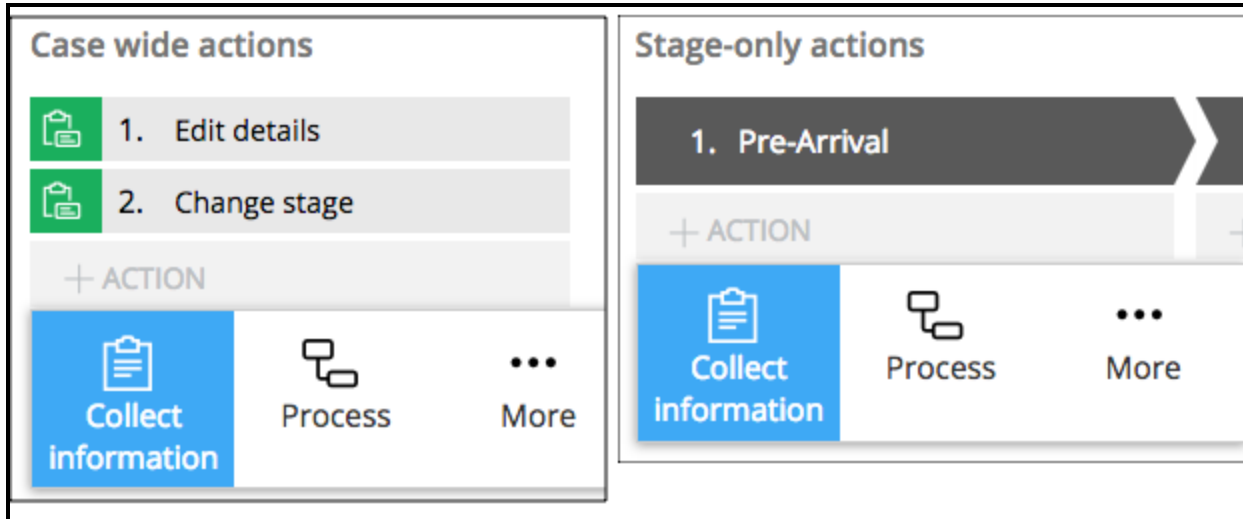 Case wide actions
1. Edit details
2. Change stage
+ ACTION
Collect
information
Process
More
Stage-only actions
1. Pre-Arrival
+ ACTION
Collect
information
Process
More